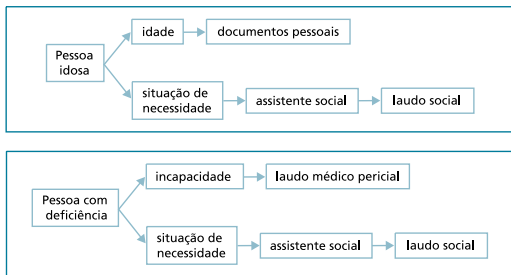 idade
documentos pessoais
Pessoa
idosa
situação de
necessidade
assistente social
laudo social
incapacidade
laudo médico pericial
Pessoa com
deficiência
situação de
necessidade
assistente social
laudo social